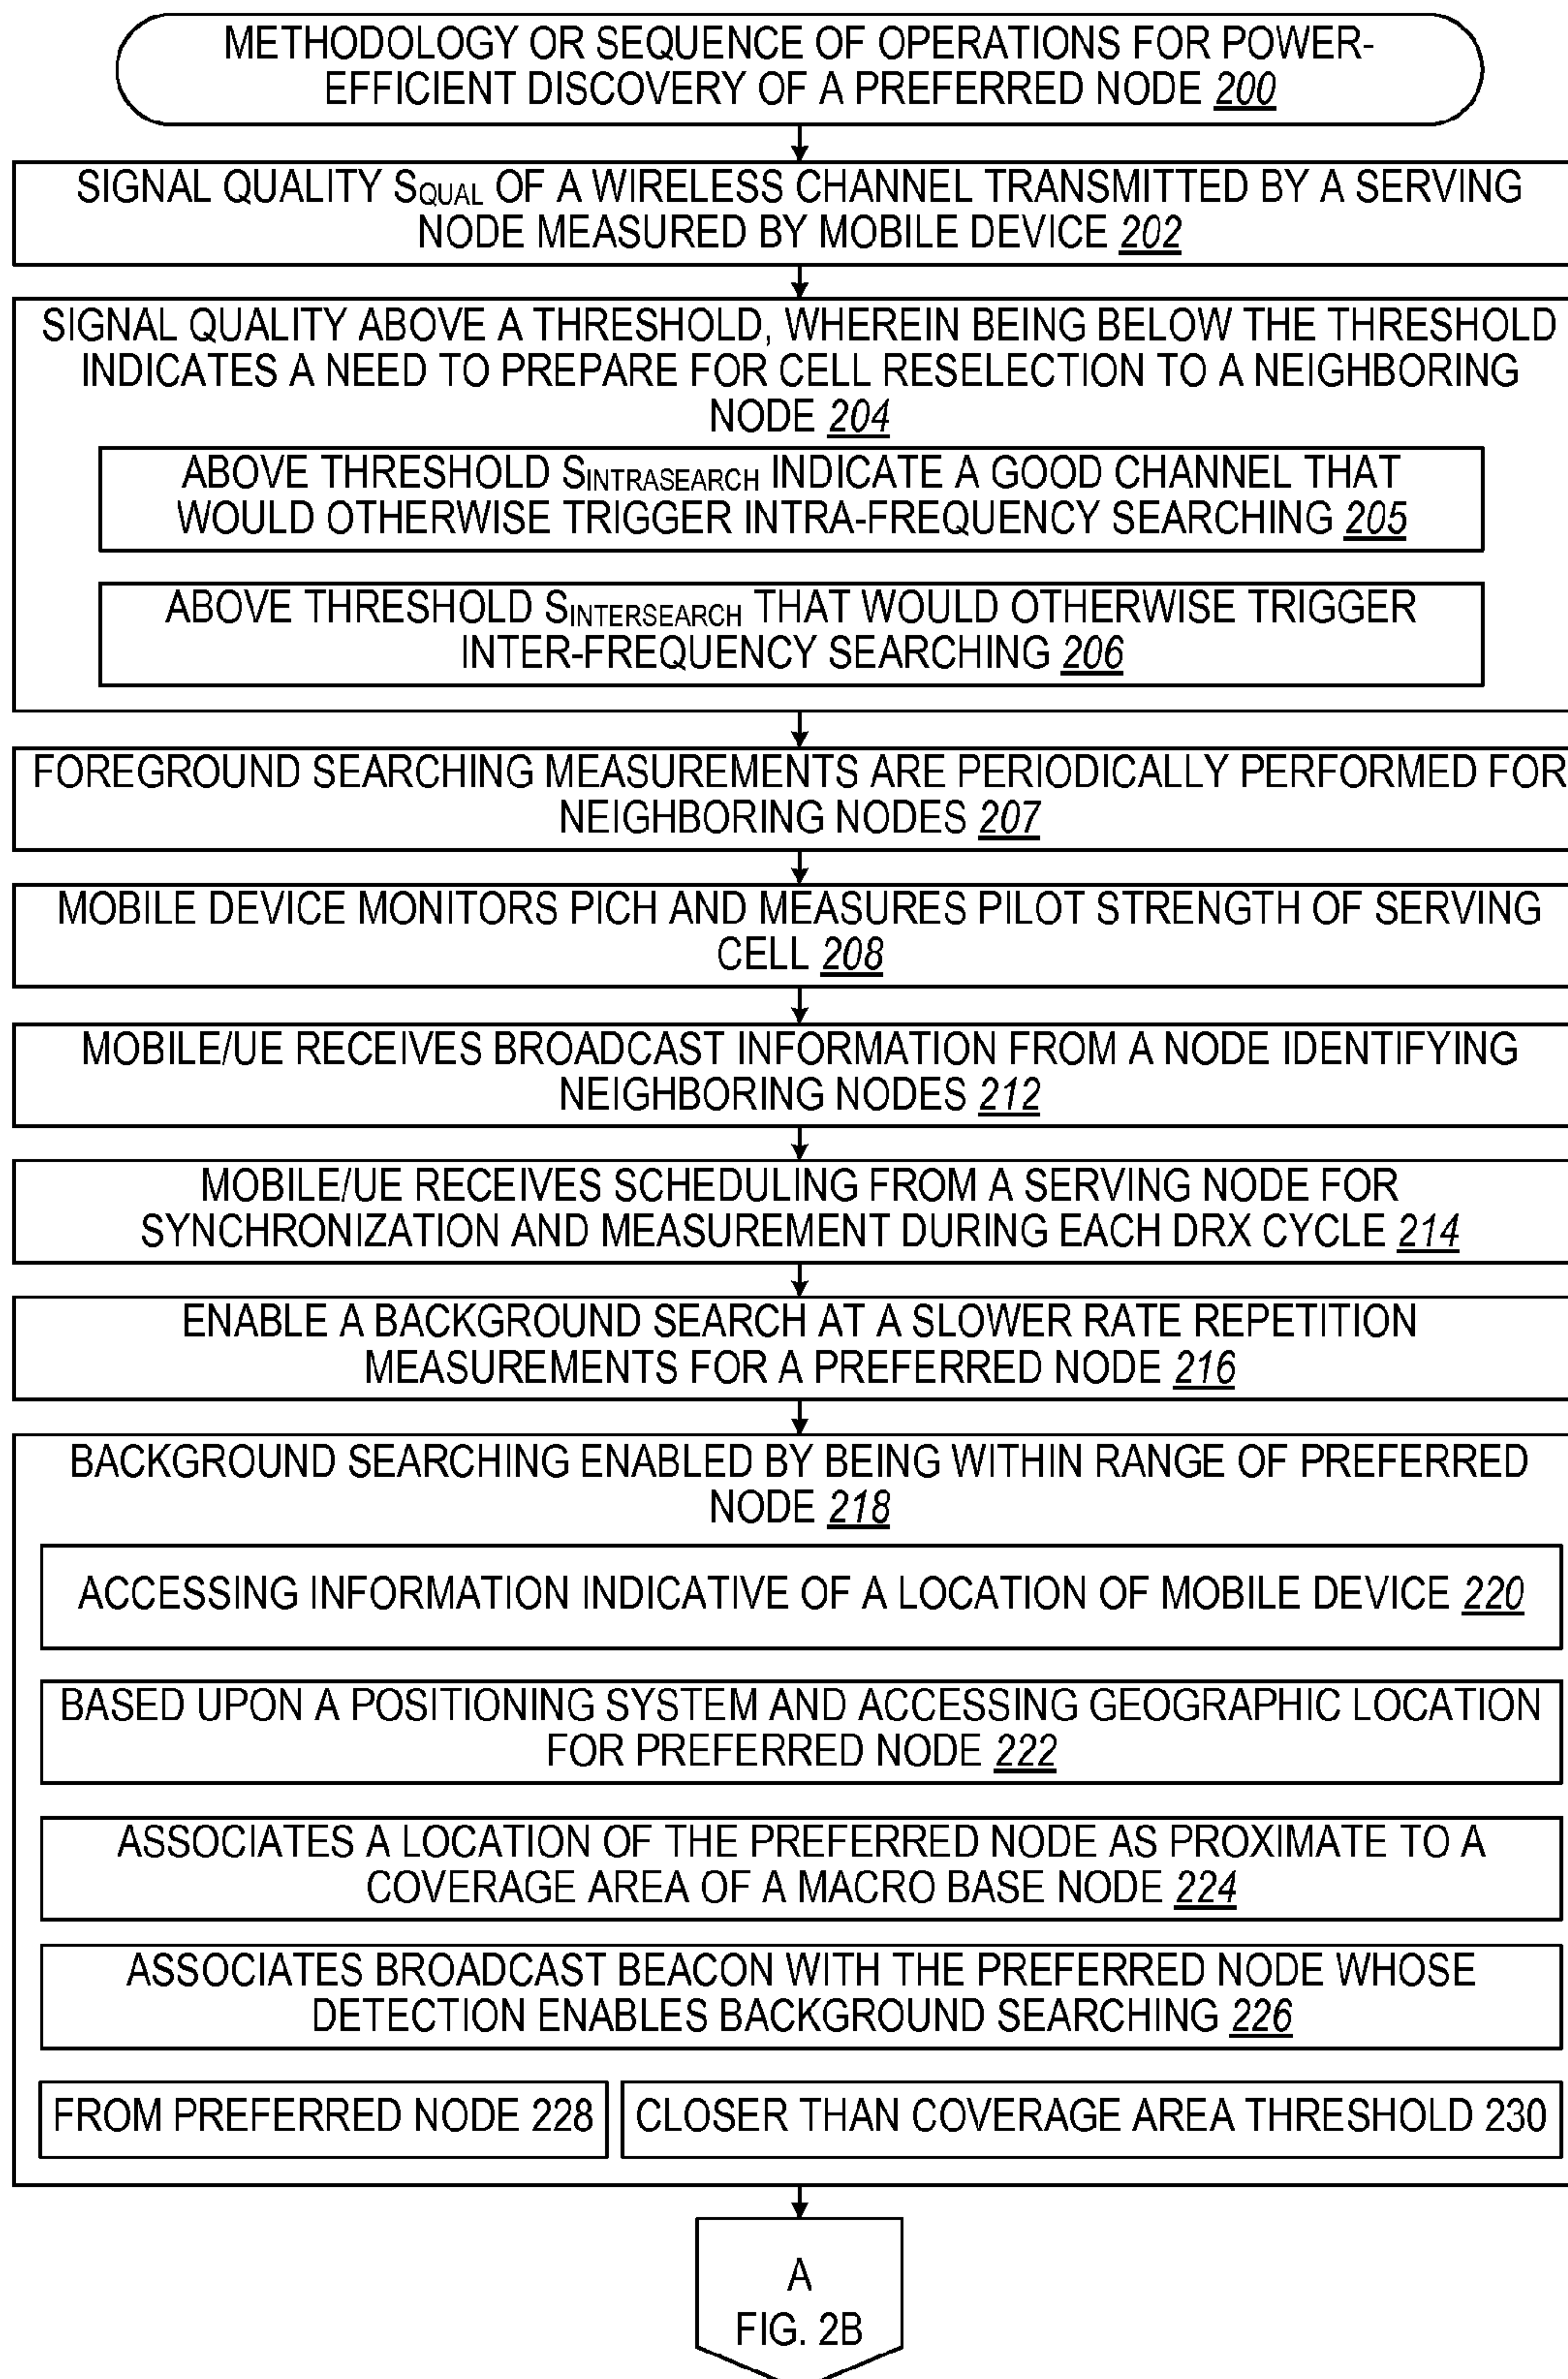 METHODOLOGY OR SEQUENCE OF OPERATIONS FOR POWER-
EFFICIENT DISCOVERY OF A PREFERRED NODE 200
SIGNAL QUALITY SQUAL OF A WIRELESS CHANNEL TRANSMITTED BY A SERVING
NODE MEASURED BY MOBILE DEVICE 202
SIGNAL QUALITY ABOVE A THRESHOLD, WHEREIN BEING BELOW THE THRESHOLD
INDICATES A NEED TO PREPARE FOR CELL RESELECTION TO A NEIGHBORING
NODE 204
ABOVE THRESHOLD SINTRASEARCH INDICATE A GOOD CHANNEL THAT
WOULD OTHERWISE TRIGGER INTRA-FREQUENCY SEARCHING 205
ABOVE THRESHOLD SINTERSEARCH THAT WOULD OTHERWISE TRIGGER
INTER-FREQUENCY SEARCHING 206
FOREGROUND SEARCHING MEASUREMENTS ARE PERIODICALLY PERFORMED FOR
NEIGHBORING NODES 207
MOBILE DEVICE MONITORS PICH AND MEASURES PILOT STRENGTH OF SERVING
CELL 208
MOBILE/UE RECEIVES BROADCAST INFORMATION FROM A NODE IDENTIFYING
NEIGHBORING NODES 212
MOBILE/UE RECEIVES SCHEDULING FROM A SERVING NODE FOR
SYNCHRONIZATION AND MEASUREMENT DURING EACH DRX CYCLE 214
ENABLE A BACKGROUND SEARCH AT A SLOWER RATE REPETITION
MEASUREMENTS FOR A PREFERRED NODE 216
BACKGROUND SEARCHING ENABLED BY BEING WITHIN RANGE OF PREFERRED
NODE 218
ACCESSING INFORMATION INDICATIVE OF A LOCATION OF MOBILE DEVICE 220
BASED UPON A POSITIONING SYSTEM AND ACCESSING GEOGRAPHIC LOCATION
FOR PREFERRED NODE 222
ASSOCIATES A LOCATION OF THE PREFERRED NODE AS PROXIMATE TO A
COVERAGE AREA OF A MACRO BASE NODE 224
ASSOCIATES BROADCAST BEACON WITH THE PREFERRED NODE WHOSE
DETECTION ENABLES BACKGROUND SEARCHING 226
FROM PREFERRED NODE 228
CLOSER THAN COVERAGE AREA THRESHOLD 230
A
FIG. 2B